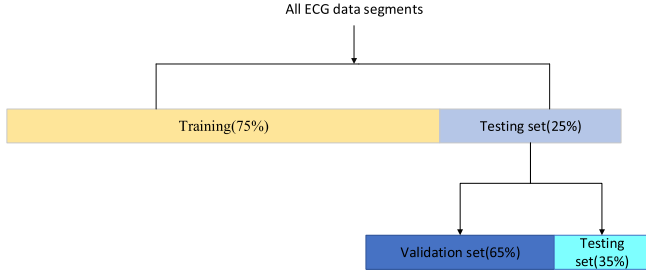 All ECG data segments
Training(75%)
Testing set(25%)
Validation set(65%)
Testing
set(35%)